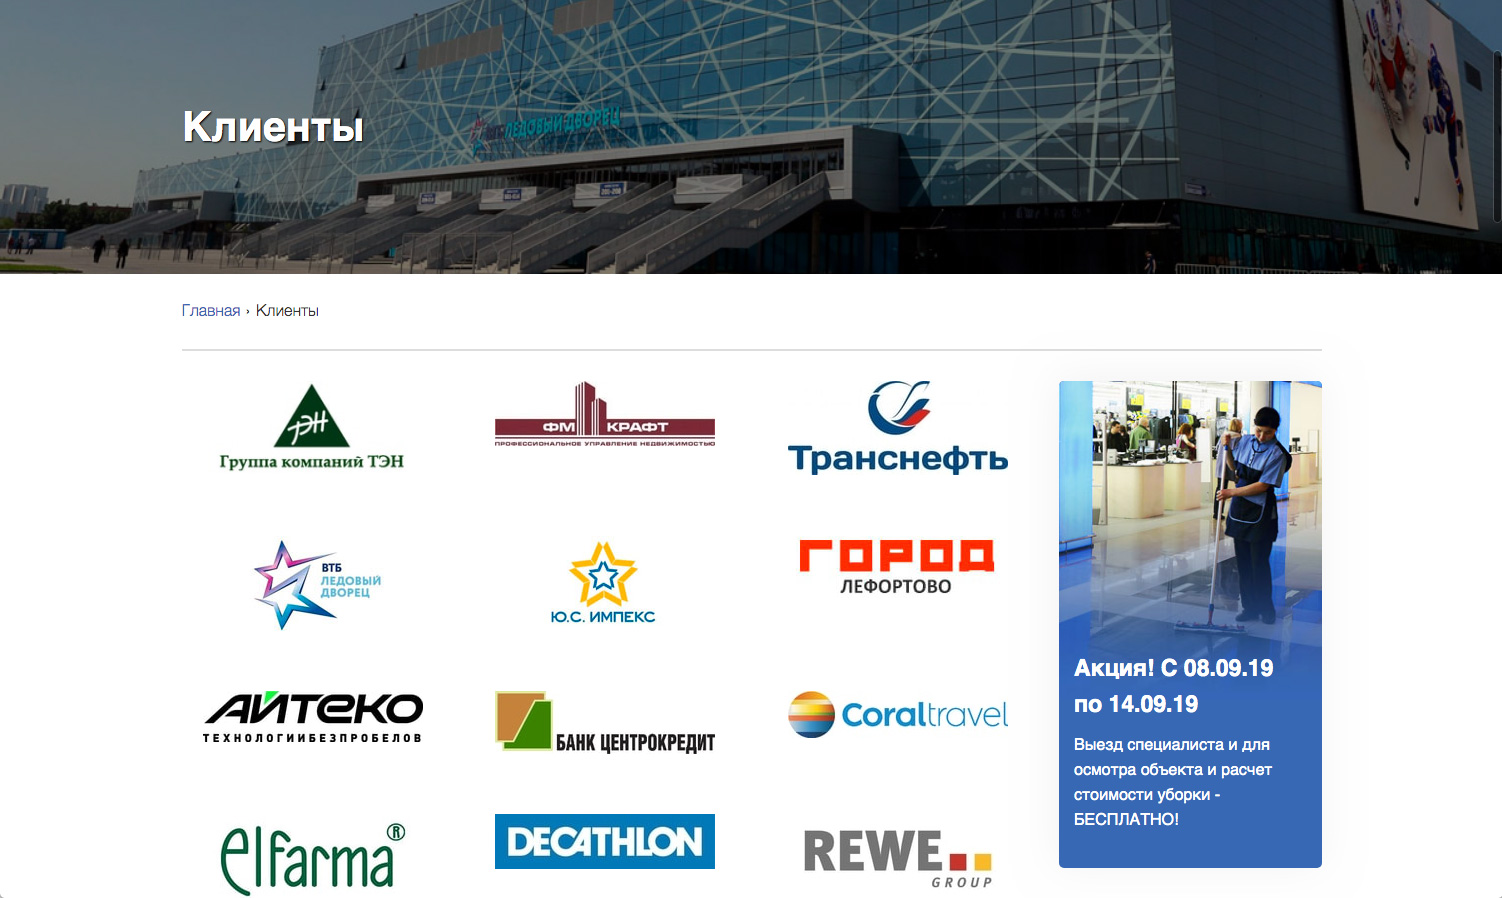 Клиенты
ЛЕДОВЫЙ ДВОРЕЦ
Главная › Клиенты
ТЭН
Группа компаний ТЭН
ФМ КРАФТ
ПРОФЕССИОНАЛЬНОЕ УПРАВЛЕНИЕ НЕДВИЖИМОСТЬЮ
Транснефть
ВТБ
ЛЕДОВЫЙ
ДВОРЕЦ
Ю.С. ИМПЕКС
ГОРОД
ЛЕФОРТОВО
АЙТЕКО
ТЕХНОЛОГИИБЕЗПРОБЕЛОВ
БАНК ЦЕНТРОКРЕДИТ
Coraltravel
elfarma®
DECATHLON
REWE
GROUP
Акция! С 08.09.19
по 14.09.19
Выезд специалиста и для
осмотра объекта и расчет
стоимости уборки -
БЕСПЛАТНО!